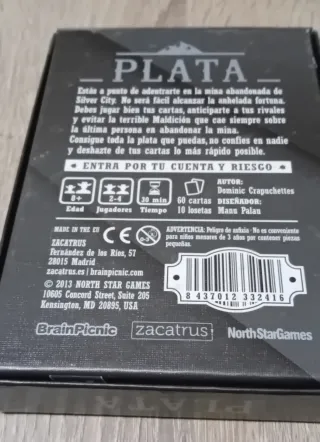 PLATA
Estás a punto de adentrarte en la mina abandonada de
Silver City. No será fácil alcanzar la anhelada fortuna.
Debes jugar bien tus cartas, anticiparte a tus rivales
y evitar la terrible Maldición que cae siempre sobre
la última persona en abandonar la mina.
Consigue toda la plata que puedas, no confíes en nadie
y deshazte de tus cartas lo más rápido posible.
ENTRA POR TU CUENTA Y RIESGO
8+
Edad
2-4
Jugadores
30 min
Tiempo
60 cartas
10 losetas
AUTOR:
Dominic Crapuchettes
DISEÑADOR:
Manu Palau
MADE IN THE EU
ZACATRUS
Fernández de los Ríos, 57
28015 Madrid
zacatrus.es | brainpicnic.com
CE
0-3
ADVERTENCIA: Peligro de asfixia - No es conveniente
para niños menores de 3 años por contener piezas
pequeñas.
© 2013 NORTH STAR GAMES
10605 Concord Street, Suite 205
Kensington, MD 20895, USA
8 437012 332416
BrainPicnic
zacatrus!
NorthStarGames
PLATA